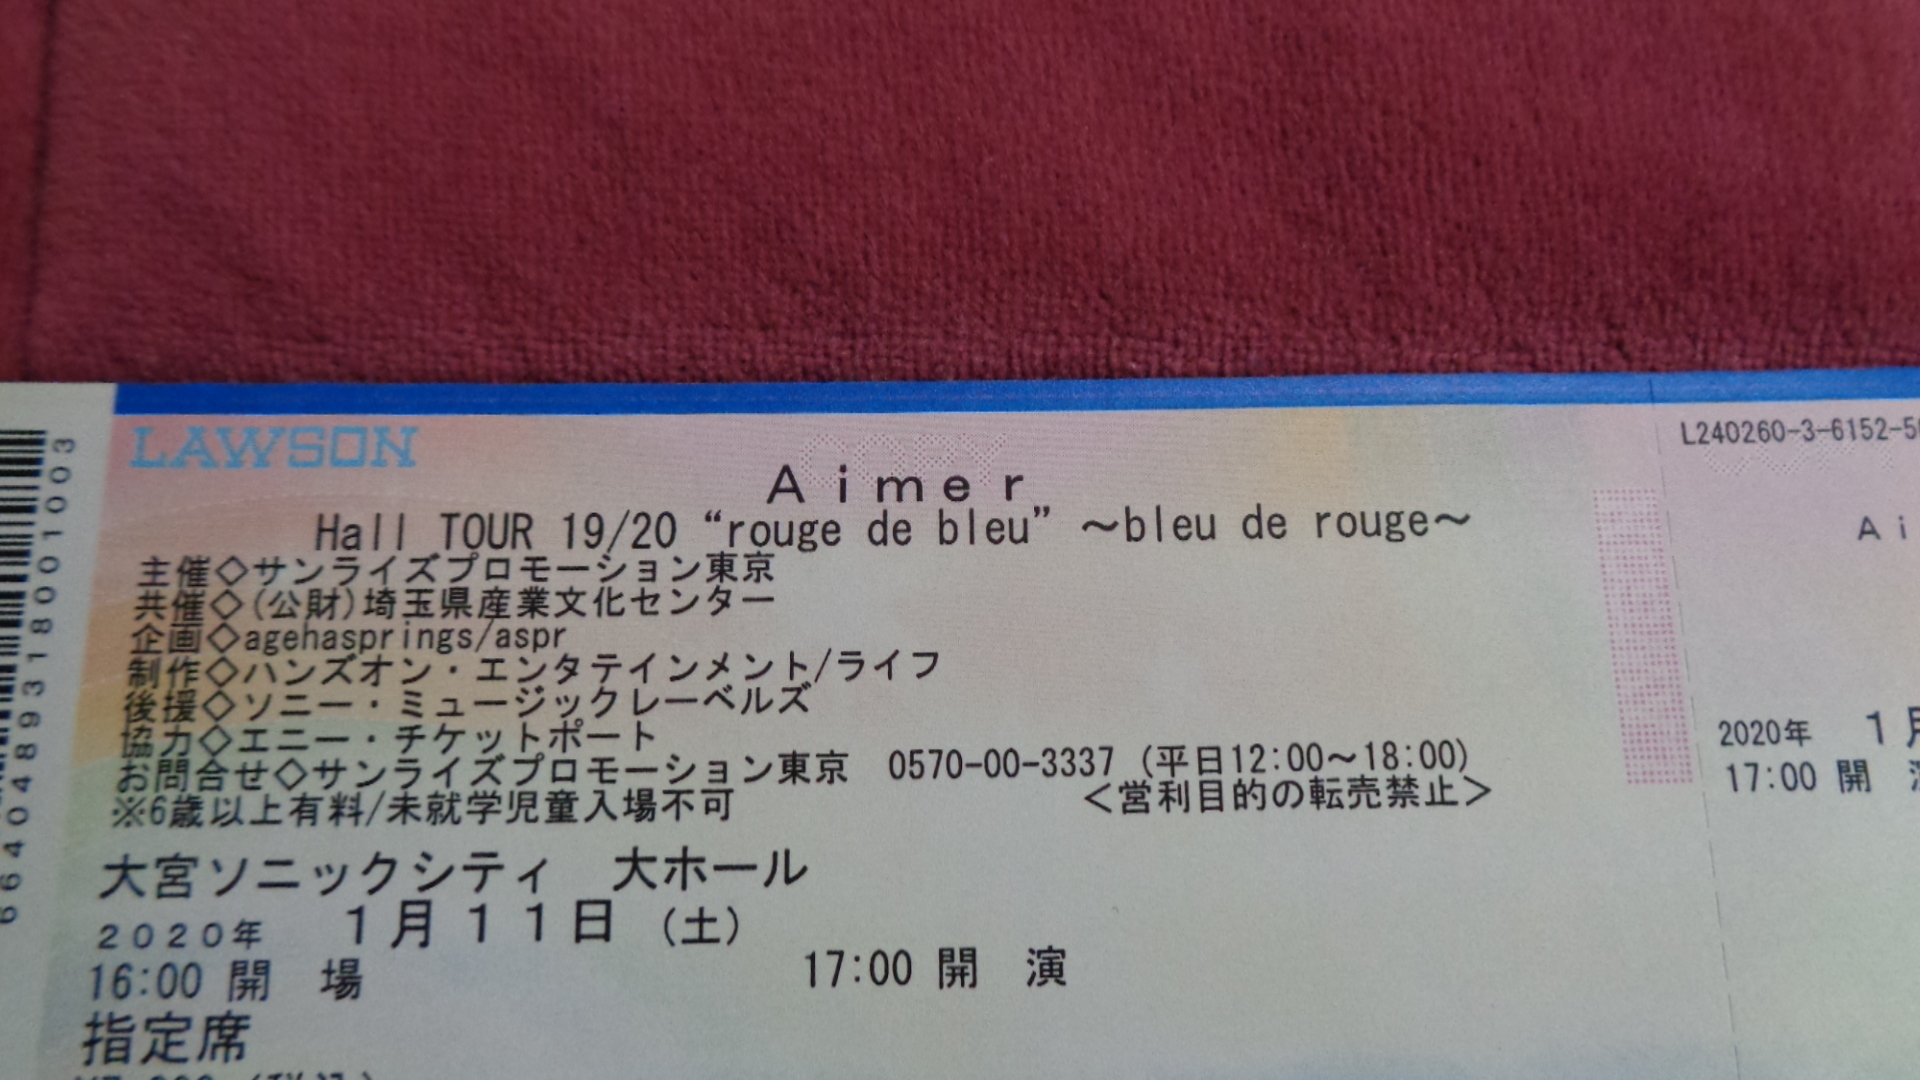 LAWSON
COPY
Aimer
Hall TOUR 19/20 “rouge de bleu” ～bleu de rouge～
主催◇サンライズプロモーション東京
共催◇(公財)埼玉県産業文化センター
企画◇agehasprings/aspr
制作◇ハンズオン・エンタテインメント/ライフ
後援◇ソニー・ミュージックレーベルズ
協力◇エニー・チケットポート
お問合せ◇サンライズプロモーション東京 0570-00-3337 (平日12:00～18:00)
※6歳以上有料/未就学児童入場不可 ＜営利目的の転売禁止＞
大宮ソニックシティ 大ホール
2020年 1月11日 (土)
16:00 開 場 17:00 開 演
指定席
6640489318001003
L240260-3-6152-5
Ai
2020年 1月
17:00 開 演